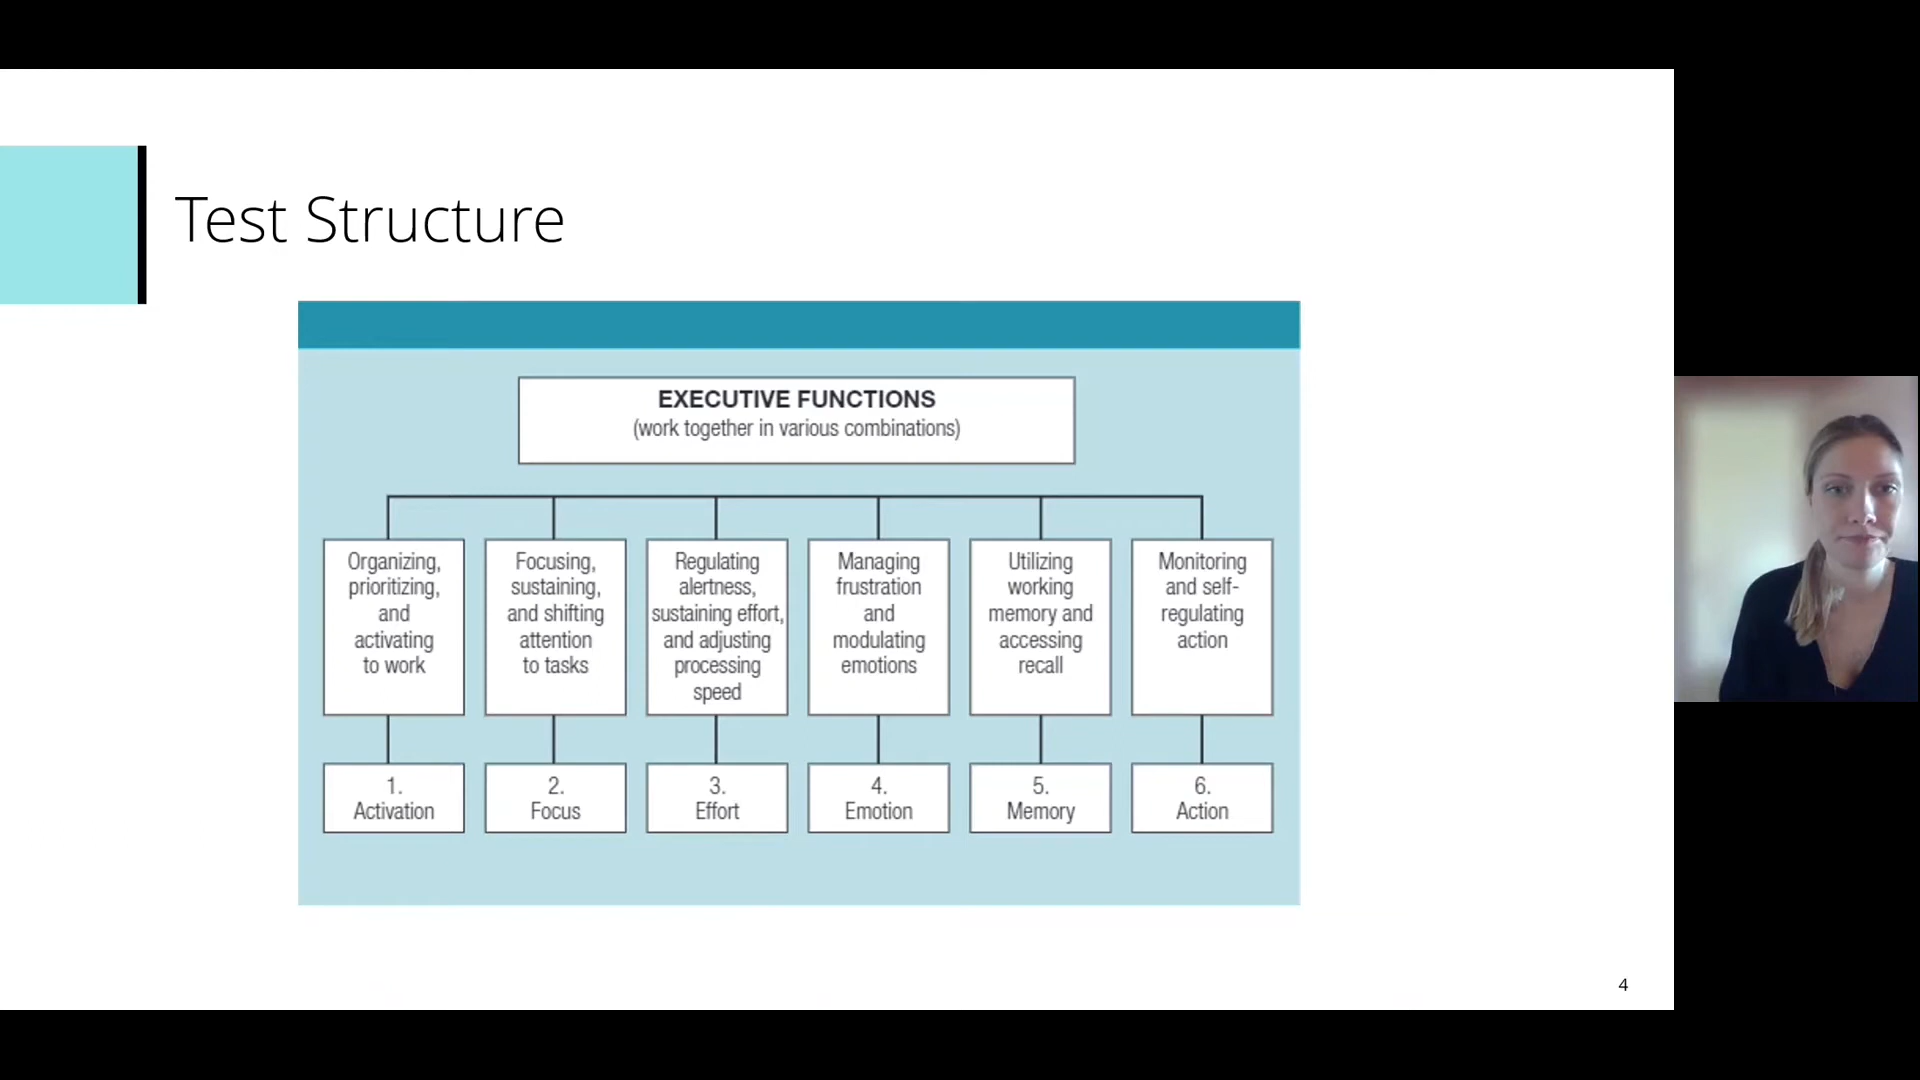 Test Structure
EXECUTIVE FUNCTIONS
(work together in various combinations)
Organizing,
prioritizing,
and
activating
to work
Focusing,
sustaining,
and shifting
attention
to tasks
Regulating
alertness,
sustaining effort,
and adjusting
processing
speed
Managing
frustration
and
modulating
emotions
Utilizing
working
memory and
accessing
recall
Monitoring
and self-
regulating
action
1.
Activation
2.
Focus
3.
Effort
4.
Emotion
5.
Memory
6.
Action
4